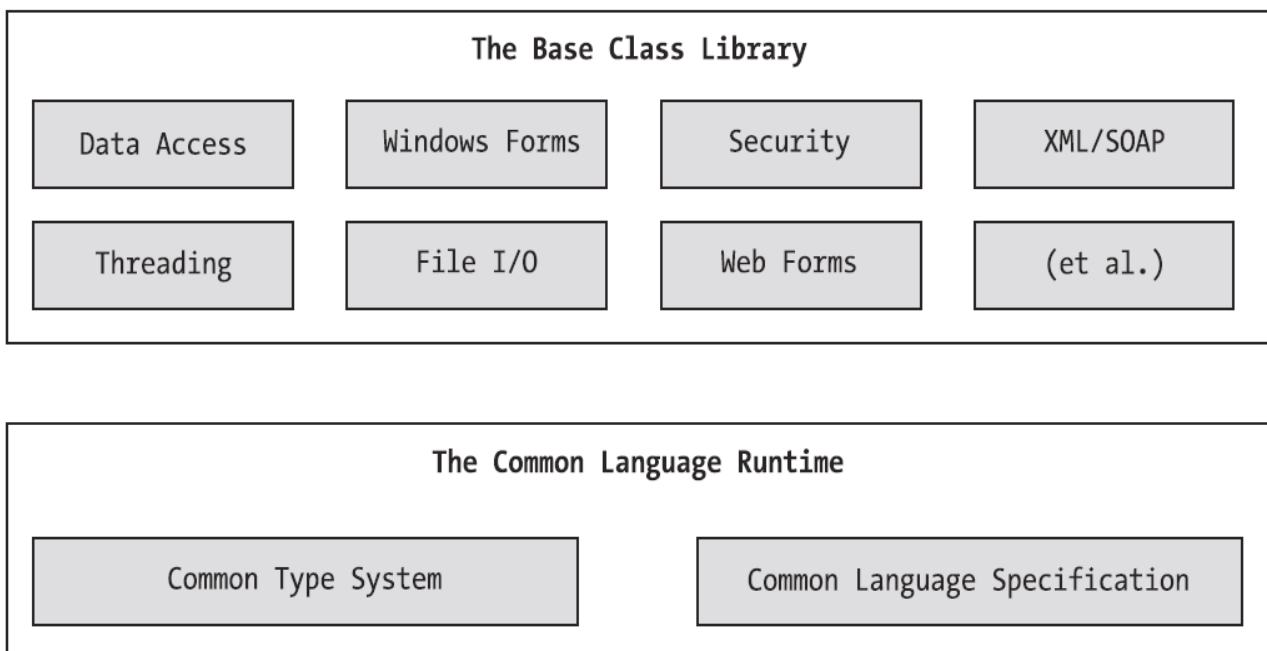 The Base Class Library
Data Access
Windows Forms
Security
XML/SOAP
Threading
File I/O
Web Forms
(et al.)
The Common Language Runtime
Common Type System
Common Language Specification